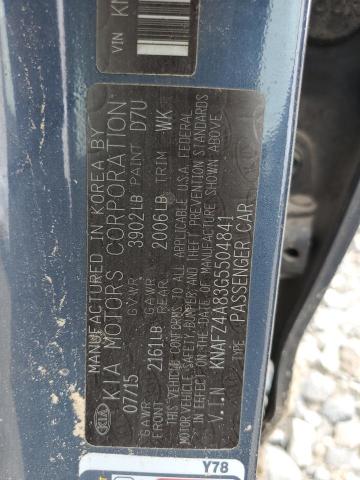 VIN KN
MANUFACTURED IN KOREA BY
KIA MOTORS CORPORATION
KIA
07/15 GVWR 3902LB PAINT D7U
GAWR 2161LB GAWR 2006LB TRIM WK
REAR
THIS VEHICLE CONFORMS TO ALL APPLICABLE U.S.A. FEDERAL
MOTOR VEHICLE SAFETY, BUMPER AND THEFT PREVENTION STANDARDS
IN EFFECT ON THE DATE OF MANUFACTURE SHOWN ABOVE.
V.I.N KNAFZ4A88G5504841
TYPE: PASSENGER CAR
Y78